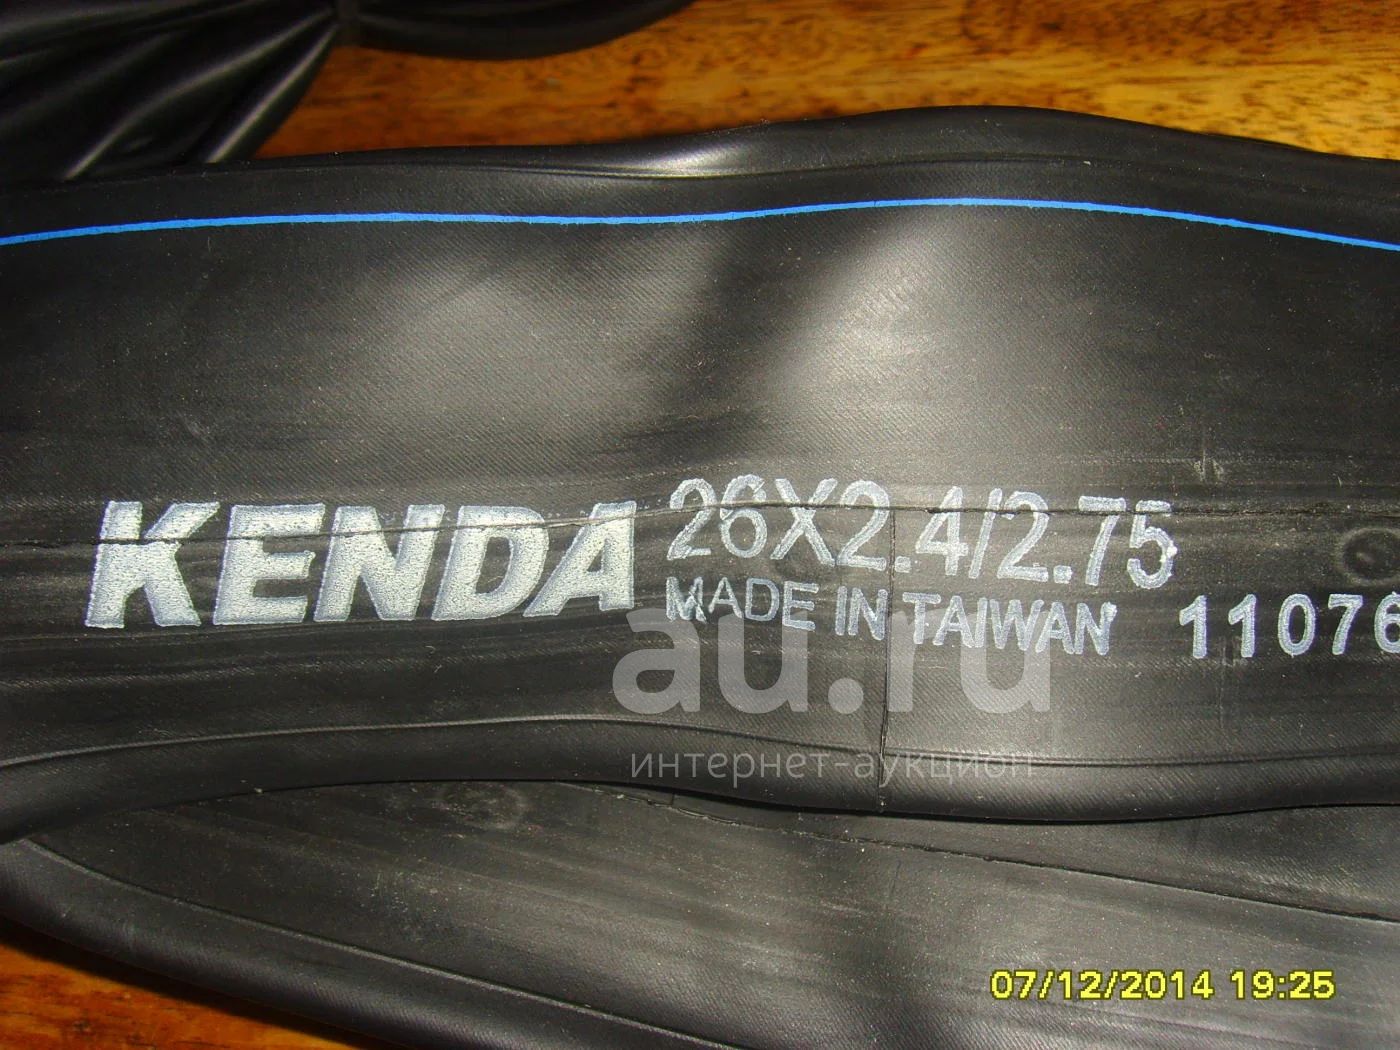 KENDA 26X2.4/2.75
MADE IN TAIWAN 11076
au.ru
интернет-аукцион
07/12/2014 19:25